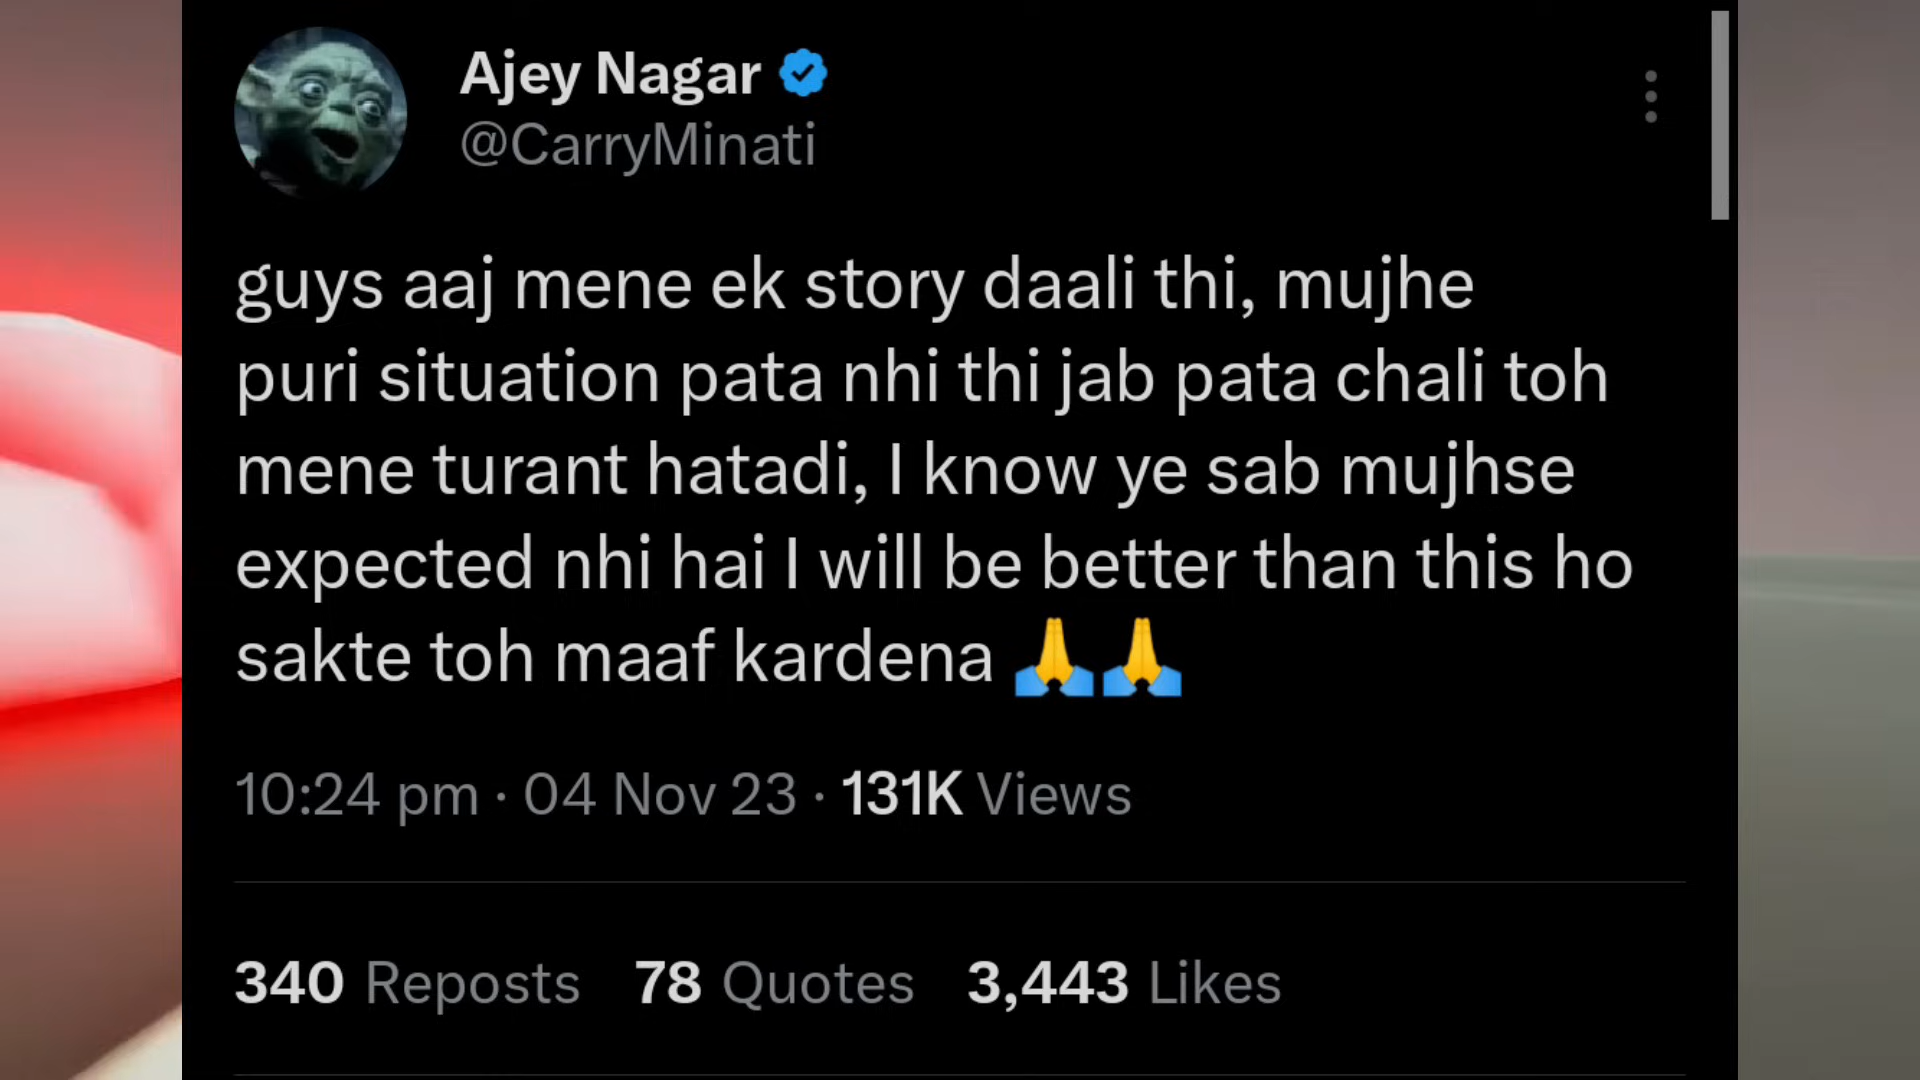 Ajey Nagar
@CarryMinati
guys aaj mene ek story daali thi, mujhe
puri situation pata nhi thi jab pata chali toh
mene turant hatadi, I know ye sab mujhse
expected nhi hai I will be better than this ho
sakte toh maaf kardena 🙏🙏
10:24 pm · 04 Nov 23 · 131K Views
340 Reposts 78 Quotes 3,443 Likes